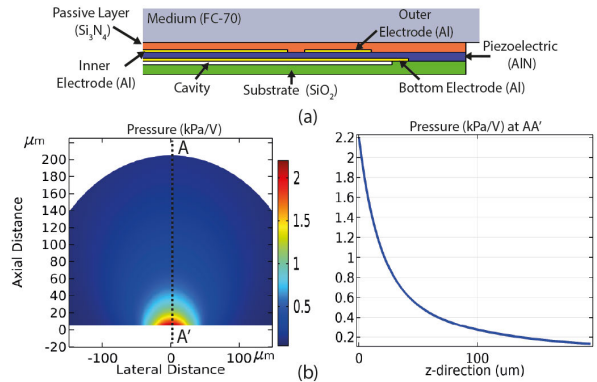 Passive Layer
(Si3N4)
Medium (FC-70)
Outer
Electrode (Al)
Piezoelectric
(AlN)
Inner
Electrode (Al)
Cavity
Substrate (SiO2)
Bottom Electrode (Al)
(a)
Pressure (kPa/V)
μm
A
200
180
160
140
120
100
80
60
40
20
0
-20
Axial Distance
A'
-100
0
100
μm
Lateral Distance
2
1.5
1
0.5
(b)
Pressure (kPa/V) at AA'
2.2
2
1.8
1.6
1.4
1.2
1
0.8
0.6
0.4
0.2
0
100
z-direction (um)